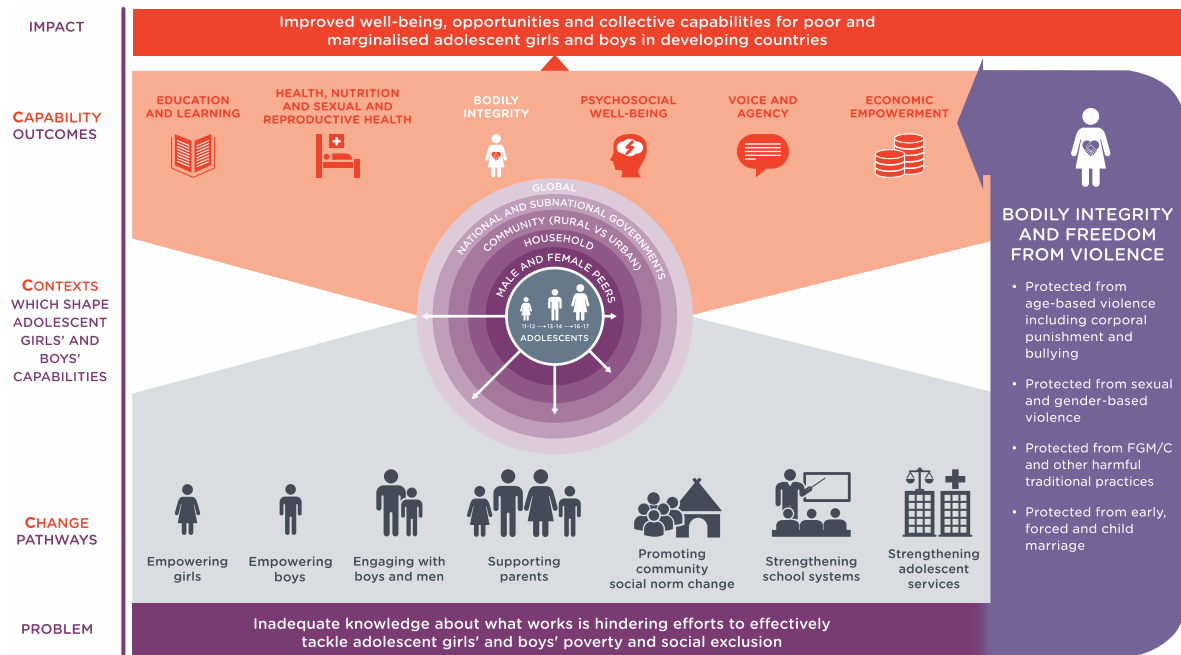 IMPACT
Improved well-being, opportunities and collective capabilities for poor and
marginalised adolescent girls and boys in developing countries
CAPABILITY
OUTCOMES
EDUCATION
AND LEARNING
HEALTH, NUTRITION
AND SEXUAL AND
REPRODUCTIVE HEALTH
BODILY
INTEGRITY
PSYCHOSOCIAL
WELL-BEING
VOICE AND
AGENCY
ECONOMIC
EMPOWERMENT
CONTEXTS
WHICH SHAPE
ADOLESCENT
GIRLS' AND
BOYS'
CAPABILITIES
GLOBAL
NATIONAL AND SUBNATIONAL GOVERNMENTS
COMMUNITY (RURAL VS URBAN)
HOUSEHOLD
MALE AND FEMALE PEERS
11-12 --→ 13-14 --→ 16-17
ADOLESCENTS
CHANGE
PATHWAYS
Empowering
girls
Empowering
boys
Engaging with
boys and men
Supporting
parents
Promoting
community
social norm change
Strengthening
school systems
Strengthening
adolescent
services
PROBLEM
Inadequate knowledge about what works is hindering efforts to effectively
tackle adolescent girls' and boys' poverty and social exclusion
BODILY INTEGRITY
AND FREEDOM
FROM VIOLENCE
• Protected from
age-based violence
including corporal
punishment and
bullying
• Protected from sexual
and gender-based
violence
• Protected from FGM/C
and other harmful
traditional practices
• Protected from early,
forced and child
marriage